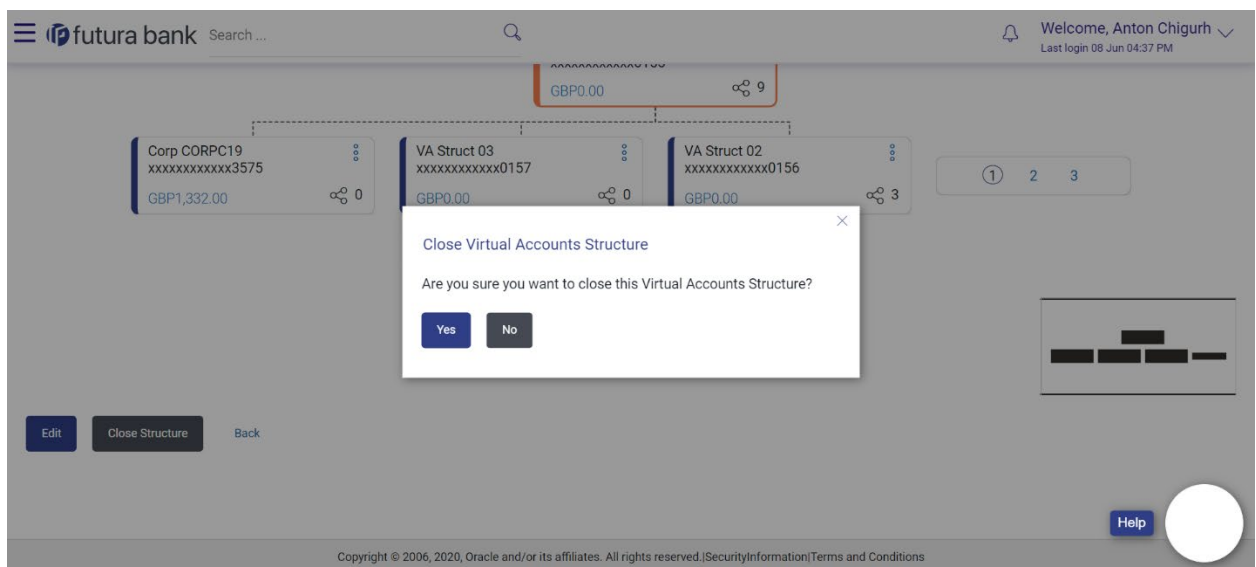 futura bank Search ...
Welcome, Anton Chigurh
Last login 08 Jun 04:37 PM
GBP0.00 9
Corp CORPC19
xxxxxxxxxxxx3575
GBP1,332.00 0
VA Struct 03
xxxxxxxxxxxx0157
GBP0.00 0
VA Struct 02
xxxxxxxxxxxx0156
GBP0.00 3
1 2 3
Close Virtual Accounts Structure
Are you sure you want to close this Virtual Accounts Structure?
Yes No
Edit Close Structure Back
Help
Copyright © 2006, 2020, Oracle and/or its affiliates. All rights reserved.|SecurityInformation|Terms and Conditions